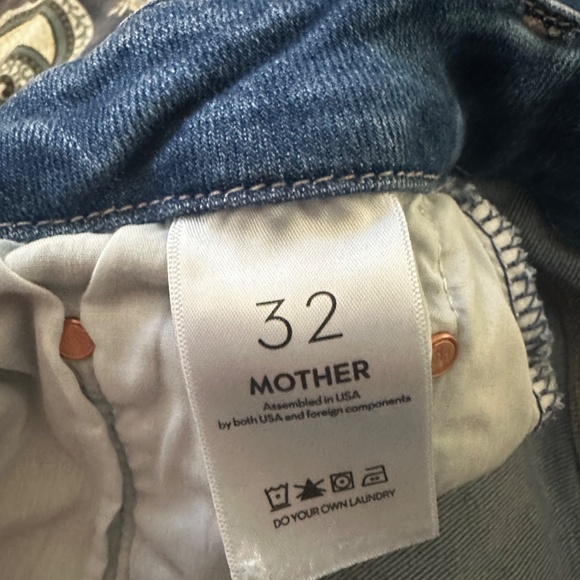 32
MOTHER
Assembled in USA
by both USA and foreign components
DO YOUR OWN LAUNDRY